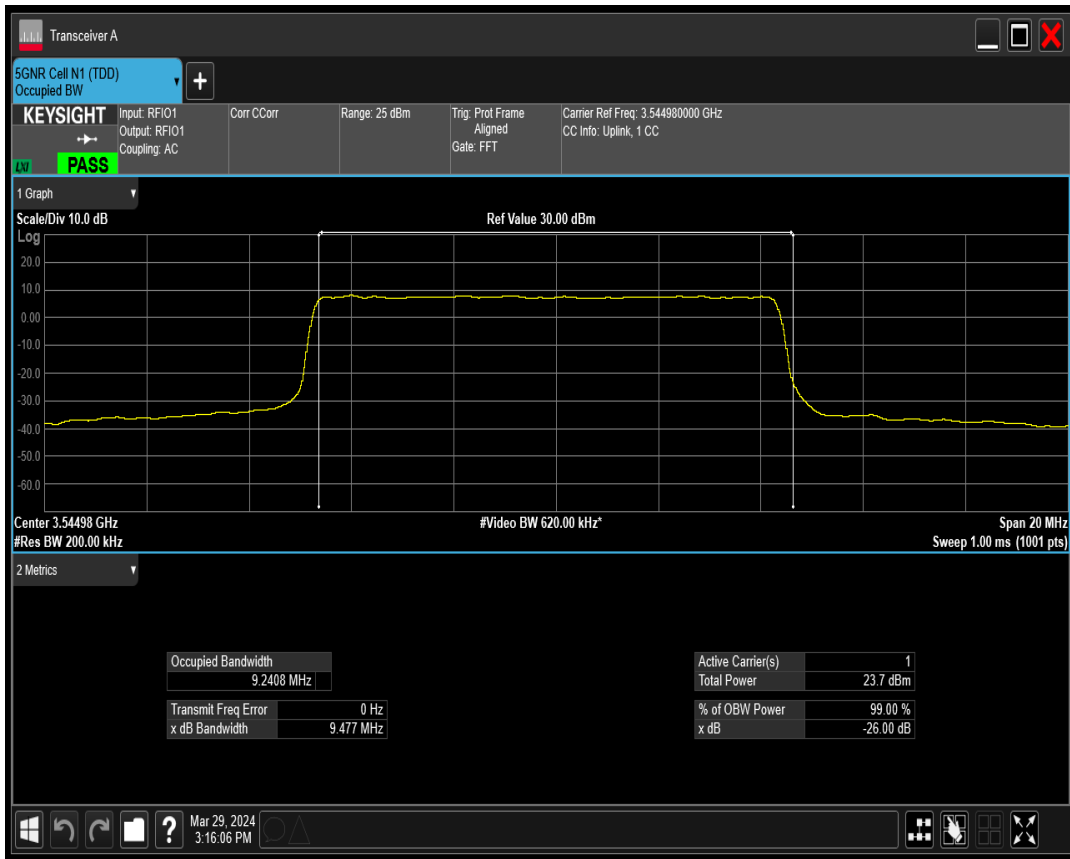 Transceiver A
5GNR Cell N1 (TDD)
Occupied BW
+
KEYSIGHT
LXI
PASS
Input: RFIO1
Output: RFIO1
Coupling: AC
Corr CCorr
Range: 25 dBm
Trig: Prot Frame
Aligned
Gate: FFT
Carrier Ref Freq: 3.544980000 GHz
CC Info: Uplink, 1 CC
1 Graph
Scale/Div 10.0 dB
Ref Value 30.00 dBm
Log
20.0
10.0
0.00
-10.0
-20.0
-30.0
-40.0
-50.0
-60.0
Center 3.54498 GHz
#Video BW 620.00 kHz*
Span 20 MHz
#Res BW 200.00 kHz
Sweep 1.00 ms (1001 pts)
2 Metrics
Occupied Bandwidth
9.2408 MHz
Transmit Freq Error 0 Hz
x dB Bandwidth 9.477 MHz
Active Carrier(s) 1
Total Power 23.7 dBm
% of OBW Power 99.00 %
x dB -26.00 dB
?
Mar 29, 2024
3:16:06 PM